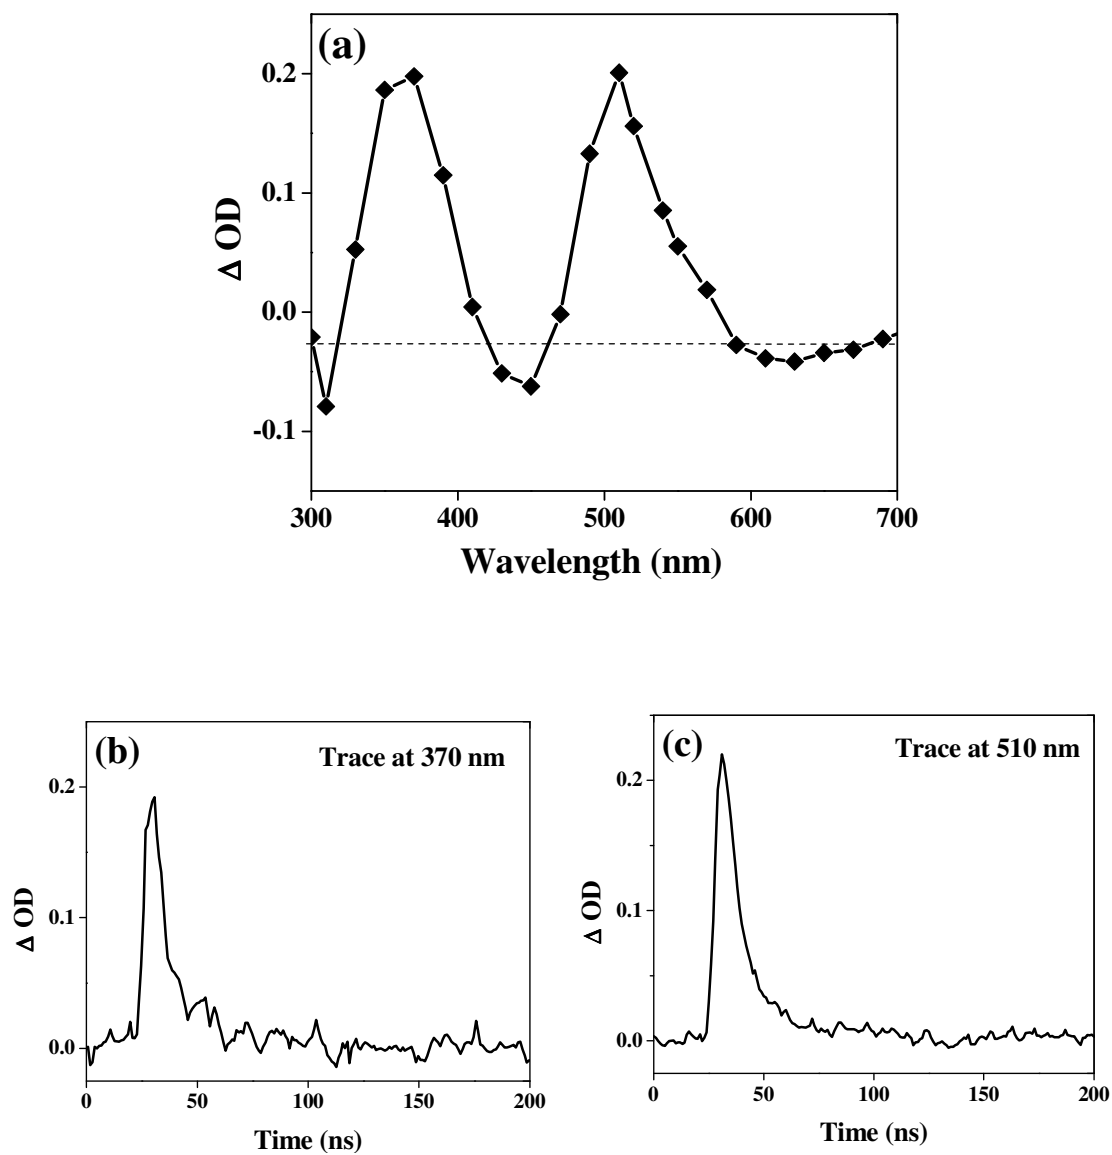 (a)
0.2
0.1
0.0
-0.1
Δ OD
300 400 500 600 700
Wavelength (nm)
(b) Trace at 370 nm
0.2
0.1
0.0
Δ OD
0 50 100 150 200
Time (ns)
(c) Trace at 510 nm
0.2
0.1
0.0
Δ OD
0 50 100 150 200
Time (ns)